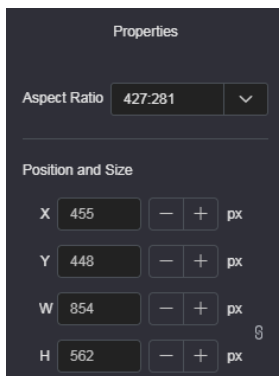 Properties
Aspect Ratio 427:281
Position and Size
X 455 − + px
Y 448 − + px
W 854 − + px
H 562 − + px